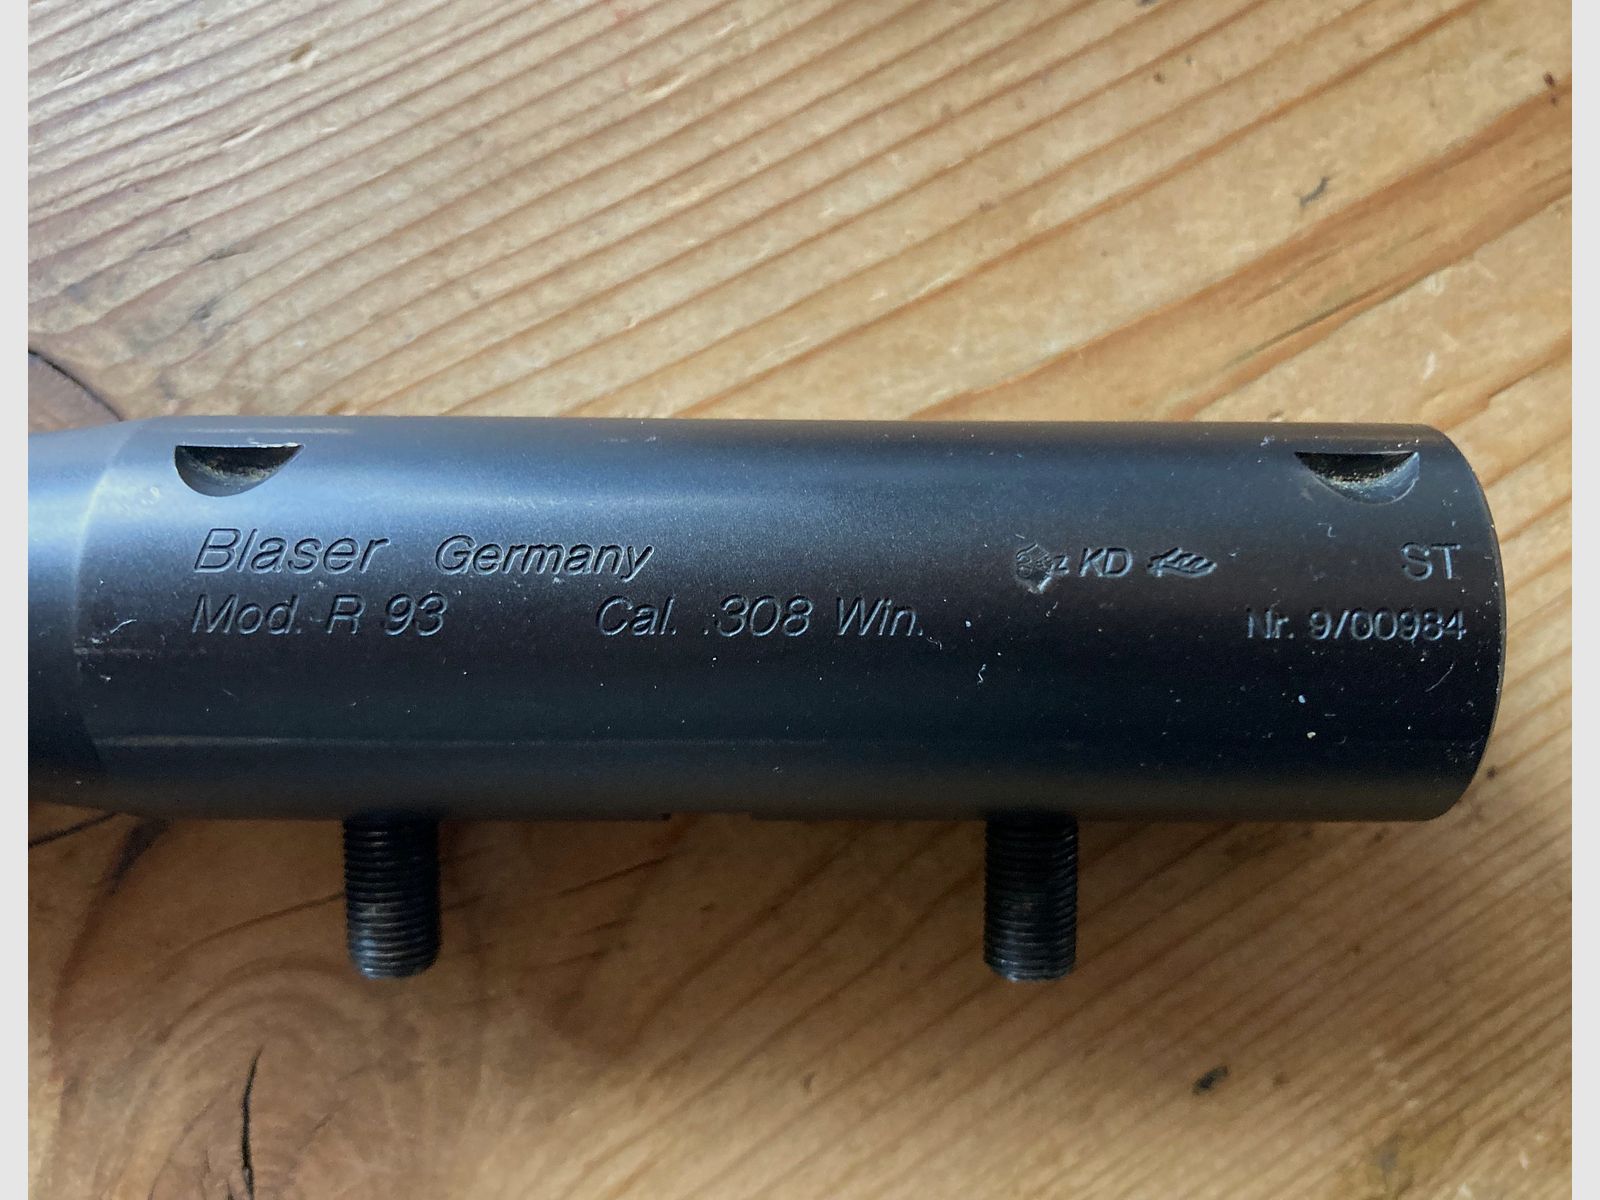 Blaser Germany KD ST
Mod. R 93 Cal. .308 Win. Nr. 9/00984